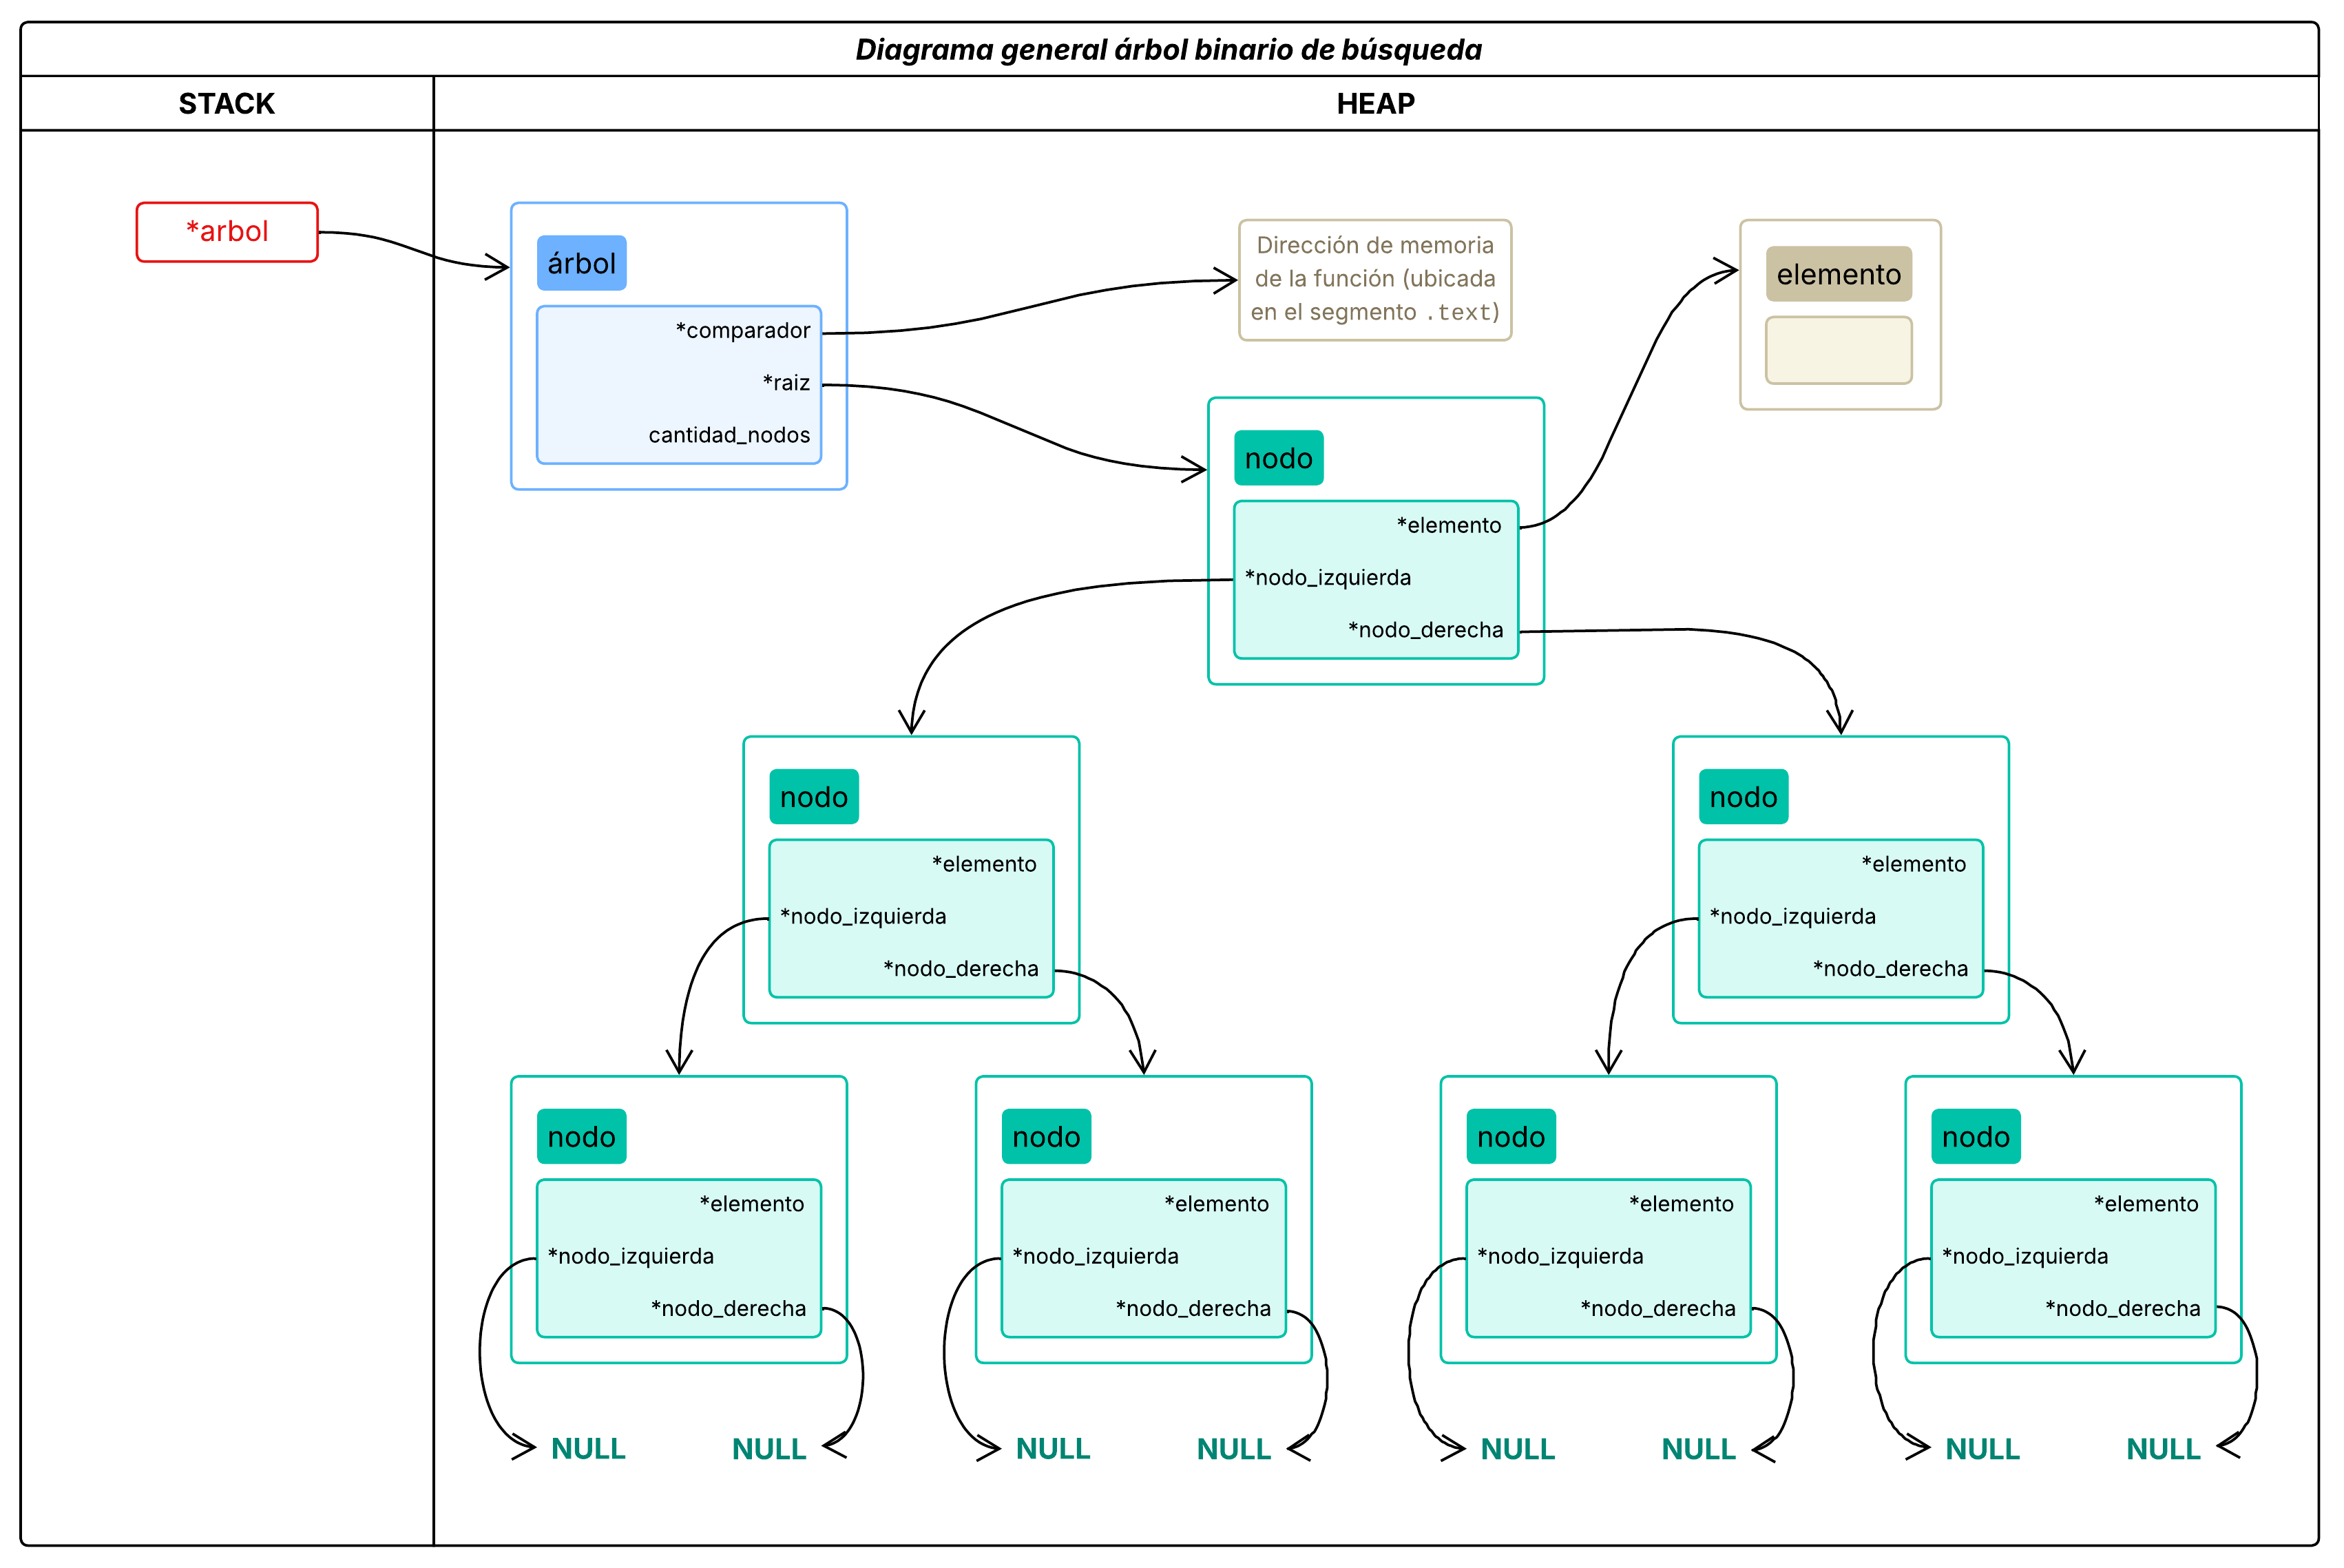 Diagrama general árbol binario de búsqueda
STACK
HEAP
*arbol
árbol
*comparador
*raiz
cantidad_nodos
Dirección de memoria
de la función (ubicada
en el segmento .text)
elemento
nodo
*elemento
*nodo_izquierda
*nodo_derecha
nodo
*elemento
*nodo_izquierda
*nodo_derecha
nodo
*elemento
*nodo_izquierda
*nodo_derecha
nodo
*elemento
*nodo_izquierda
*nodo_derecha
NULL
NULL
nodo
*elemento
*nodo_izquierda
*nodo_derecha
NULL
NULL
nodo
*elemento
*nodo_izquierda
*nodo_derecha
NULL
NULL
nodo
*elemento
*nodo_izquierda
*nodo_derecha
NULL
NULL